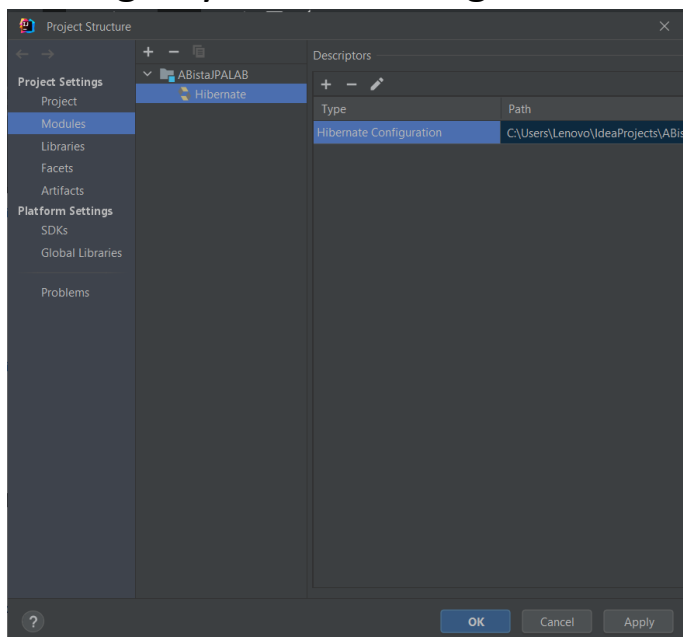 Project Structure
Project Settings
Project
Modules
Libraries
Facets
Artifacts
Platform Settings
SDKs
Global Libraries
Problems
ABistaJPALAB
Hibernate
Descriptors
Type Path
Hibernate Configuration C:\Users\Lenovo\IdeaProjects\ABis
?
OK Cancel Apply